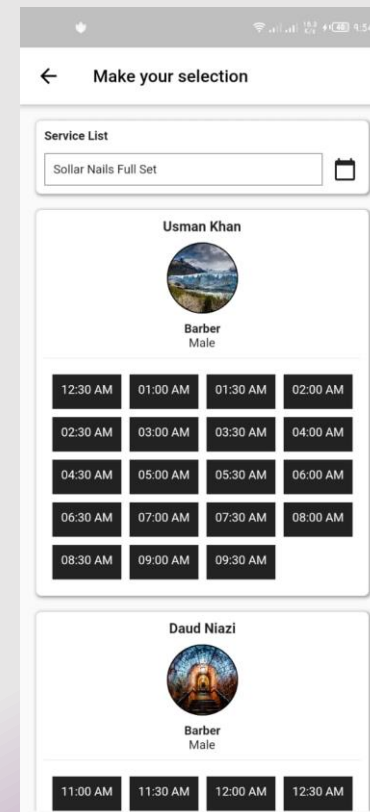 9:54
Make your selection
Service List
Sollar Nails Full Set
Usman Khan
Barber
Male
12:30 AM 01:00 AM 01:30 AM 02:00 AM
02:30 AM 03:00 AM 03:30 AM 04:00 AM
04:30 AM 05:00 AM 05:30 AM 06:00 AM
06:30 AM 07:00 AM 07:30 AM 08:00 AM
08:30 AM 09:00 AM 09:30 AM
Daud Niazi
Barber
Male
11:00 AM 11:30 AM 12:00 AM 12:30 AM